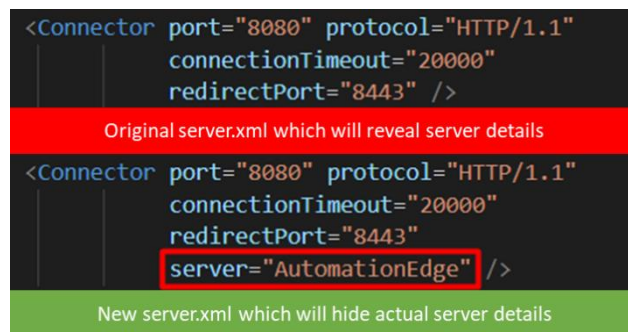 <Connector port="8080" protocol="HTTP/1.1"
connectionTimeout="20000"
redirectPort="8443" />
Original server.xml which will reveal server details
<Connector port="8080" protocol="HTTP/1.1"
connectionTimeout="20000"
redirectPort="8443"
server="AutomationEdge" />
New server.xml which will hide actual server details